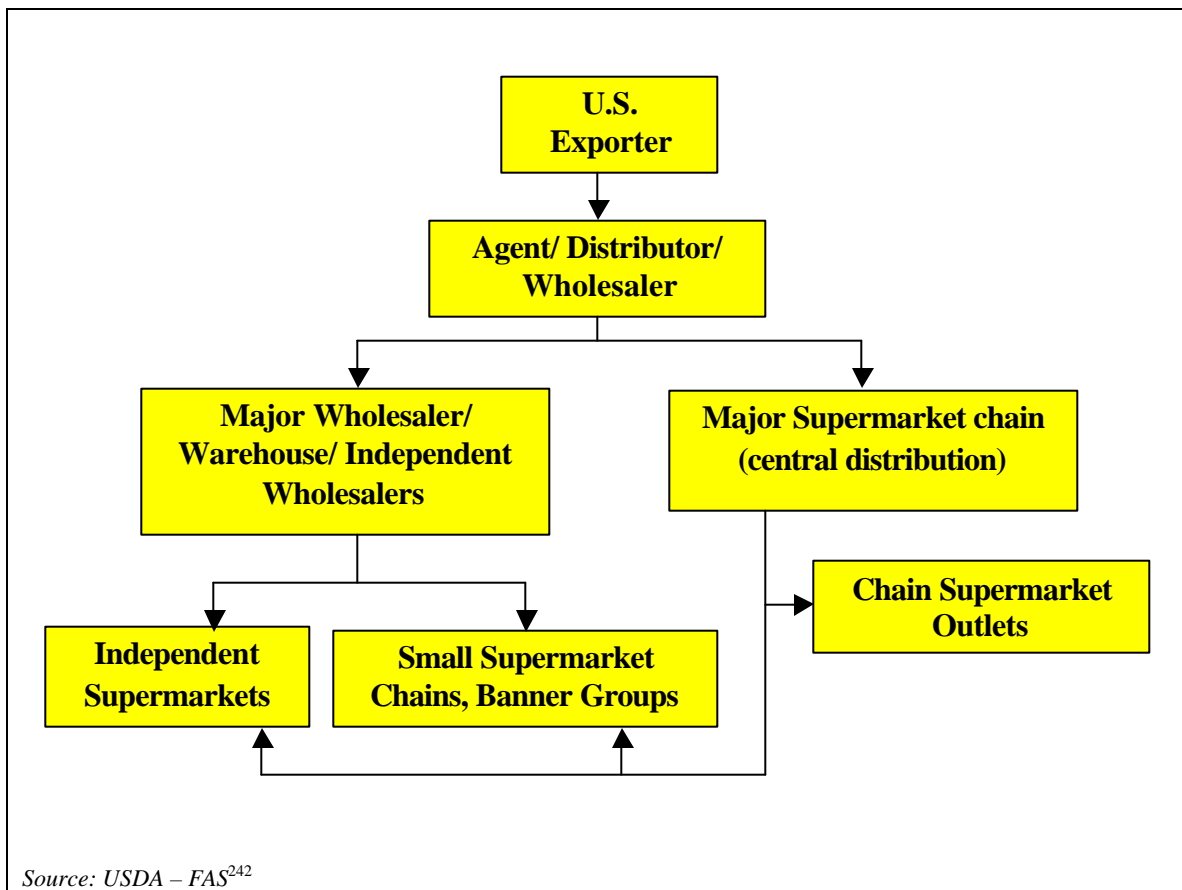 U.S.
Exporter
Agent/ Distributor/
Wholesaler
Major Wholesaler/
Warehouse/ Independent
Wholesalers
Major Supermarket chain
(central distribution)
Chain Supermarket
Outlets
Independent
Supermarkets
Small Supermarket
Chains, Banner Groups
Source: USDA – FAS242